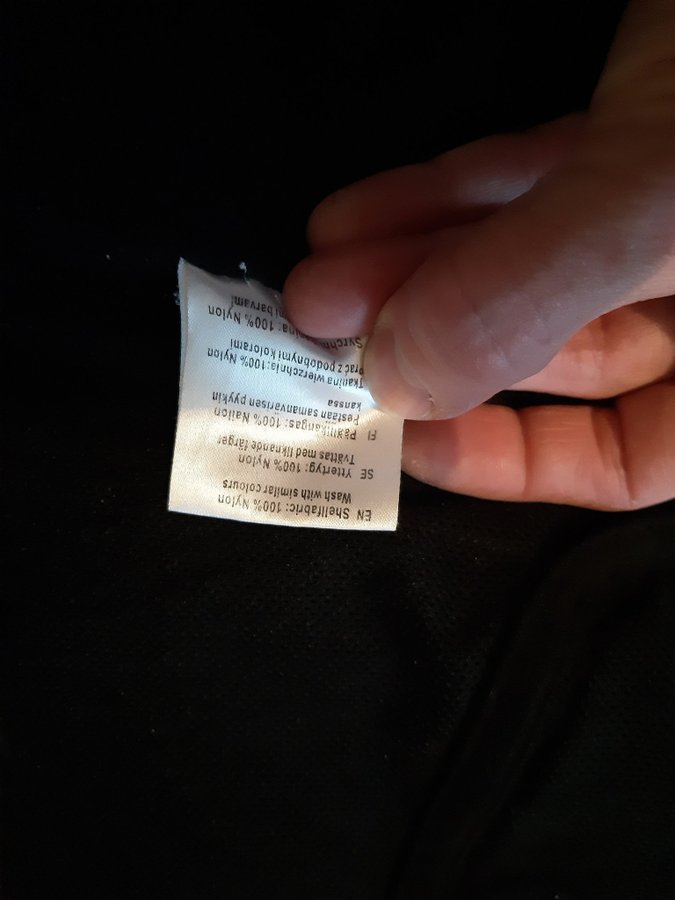 EN Shellfabric: 100% Nylon
Wash with similar colours
SE Yttertyg: 100% Nylon
Tvättas med liknande färger
FI Päällikangas: 100% Nailon
Pestään samanväristen pyykin
kanssa
Tkanina wierzchnia: 100% Nylon
prać z podobnymi kolorami
100% Nylon
barvami